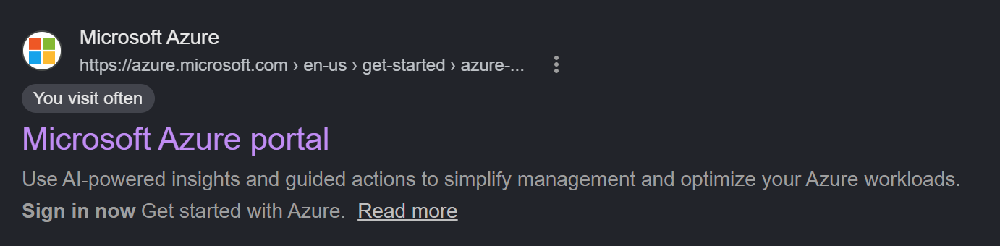 Microsoft Azure
https://azure.microsoft.com › en-us › get-started › azure-...
You visit often
Microsoft Azure portal
Use AI-powered insights and guided actions to simplify management and optimize your Azure workloads.
Sign in now Get started with Azure. Read more